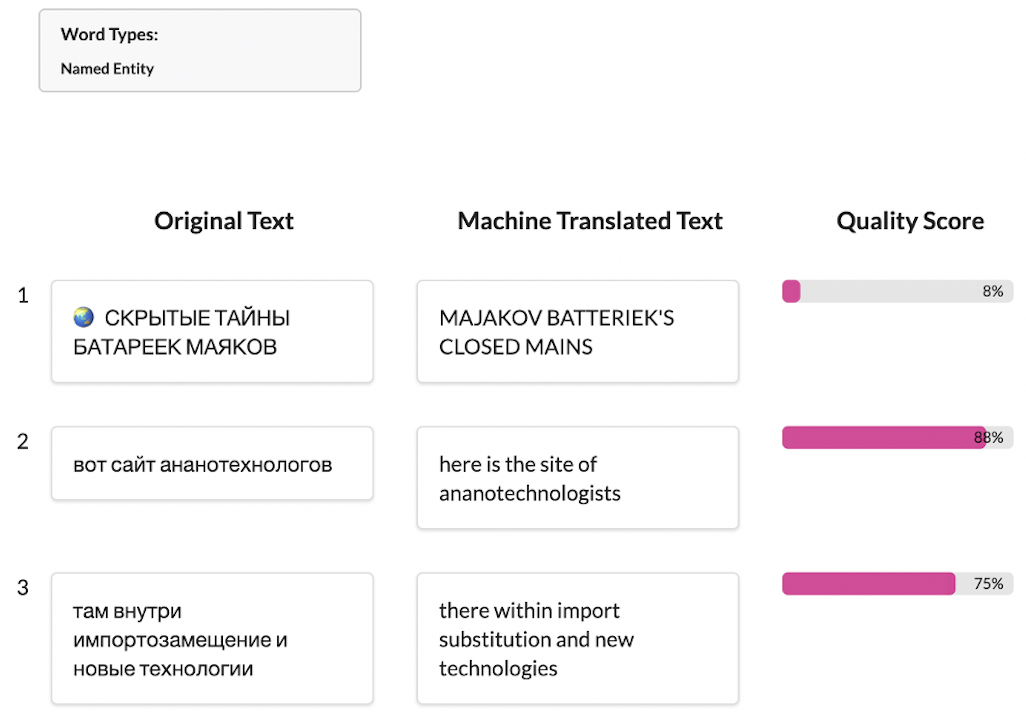 Word Types:
Named Entity
Original Text
Machine Translated Text
Quality Score
1
🌏 СКРЫТЫЕ ТАЙНЫ
БАТАРЕЕК МАЯКОВ
MAJAKOV BATTERIEK'S
CLOSED MAINS
8%
2
вот сайт ананотехнологов
here is the site of
ananotechnologists
88%
3
там внутри
импортозамещение и
новые технологии
there within import
substitution and new
technologies
75%